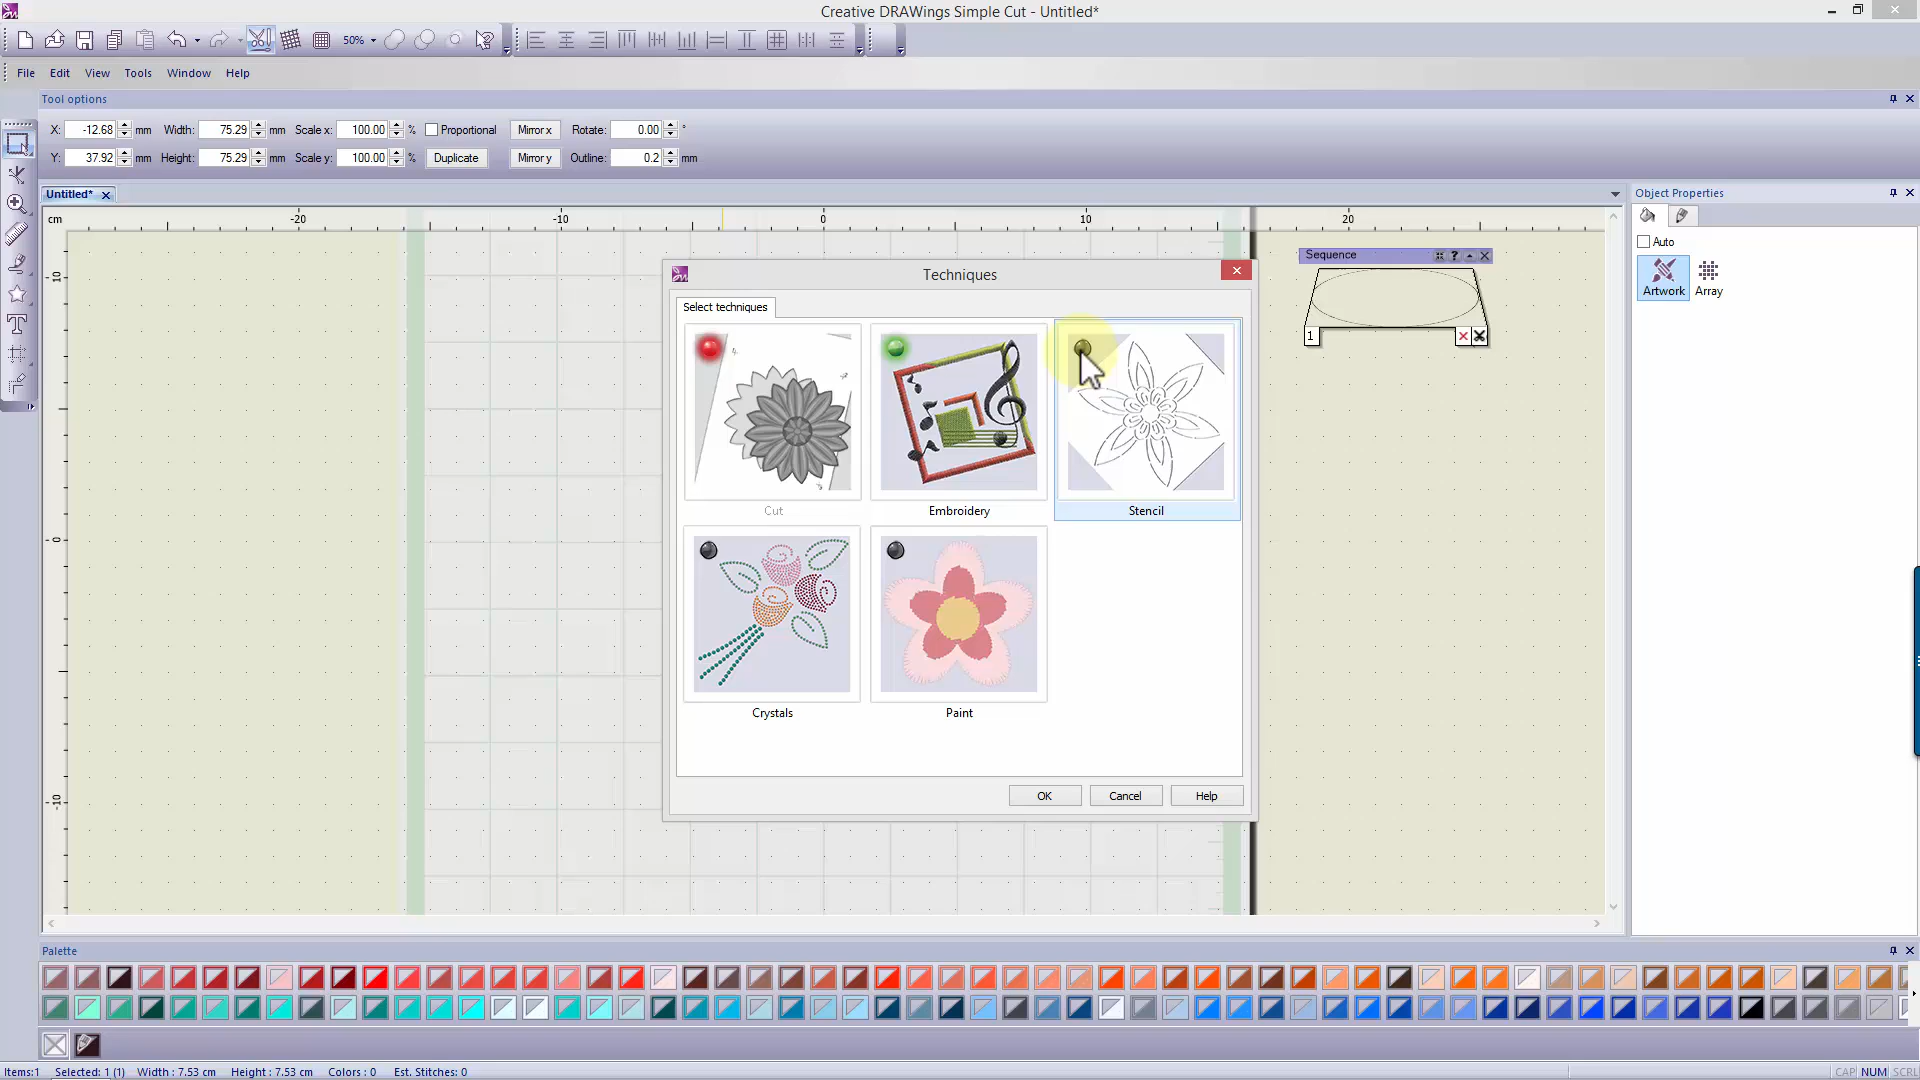 Creative DRAWings Simple Cut - Untitled*
50%
File Edit View Tools Window Help
Tool options
X: -12.68 mm Width: 75.29 mm Scale x: 100.00 % Proportional Mirror x Rotate: 0.00 °
Y: 37.92 mm Height: 75.29 mm Scale y: 100.00 % Duplicate Mirror y Outline: 0.2 mm
Untitled*
Object Properties
cm -20 -10 0 10 20
Auto
Artwork Array
Sequence
1
-10
0
-10
Techniques
Select techniques
Cut Embroidery Stencil
Crystals Paint
OK Cancel Help
Palette
Items:1 Selected: 1 (1) Width : 7.53 cm Height : 7.53 cm Colors : 0 Est. Stitches: 0 CAP NUM SCRL